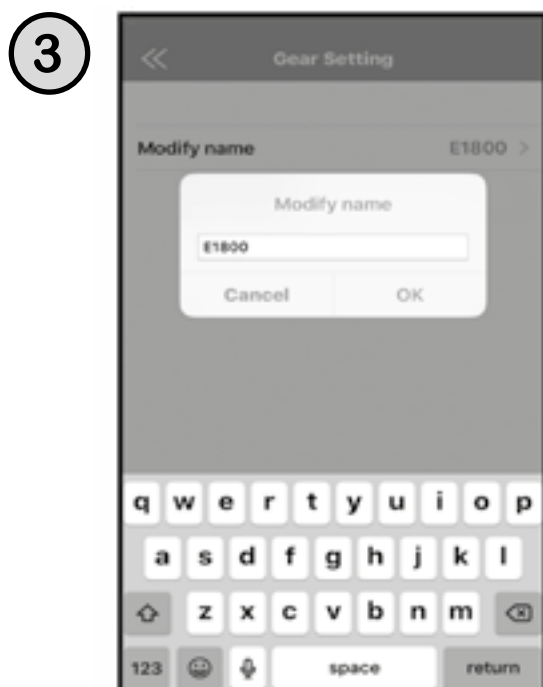 3
Gear Setting
Modify name E1800 >
Modify name
E1800
Cancel OK
q w e r t y u i o p
a s d f g h j k l
z x c v b n m
123 space return